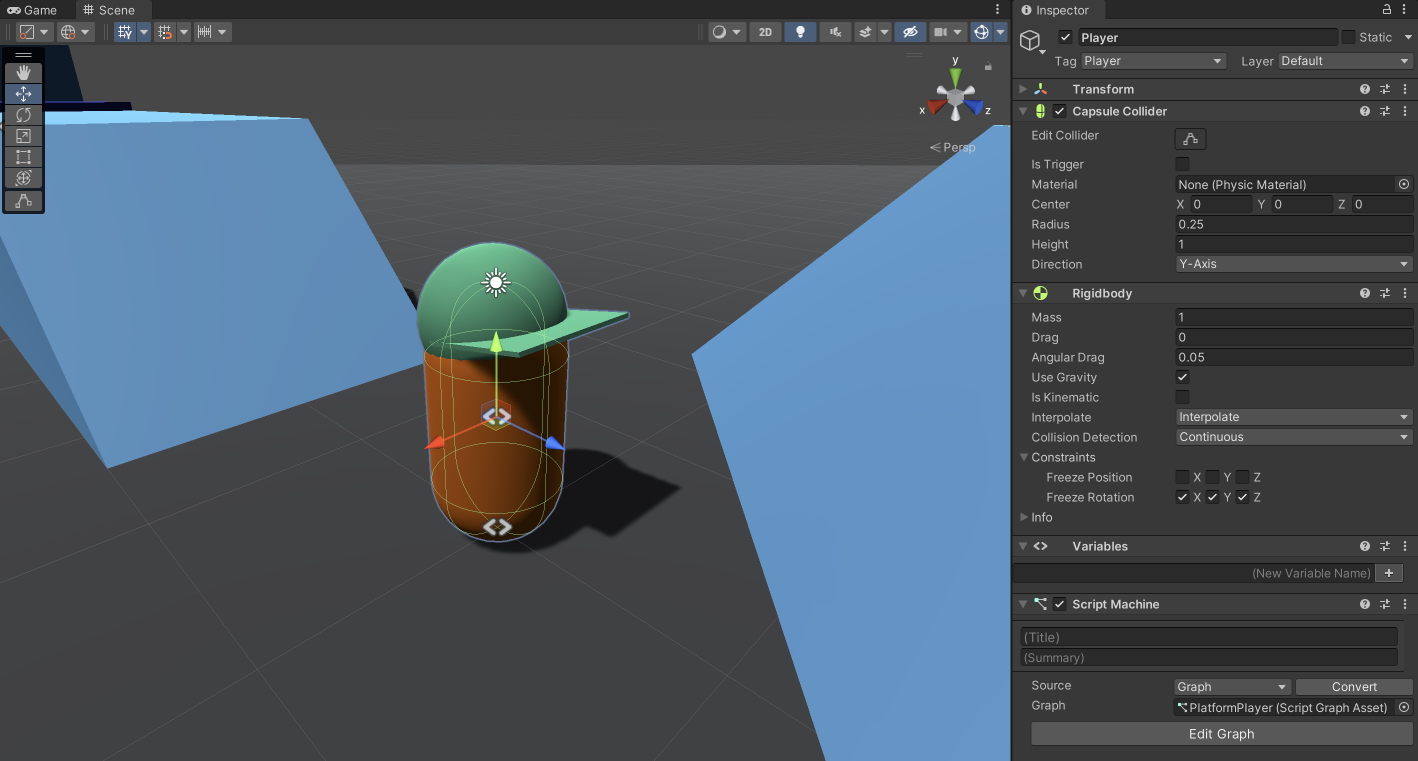 Game Scene
Inspector
2D
Player Static
Tag Player Layer Default
Transform
Capsule Collider
Edit Collider
Is Trigger
Material None (Physic Material)
Center X 0 Y 0 Z 0
Radius 0.25
Height 1
Direction Y-Axis
Rigidbody
Mass 1
Drag 0
Angular Drag 0.05
Use Gravity
Is Kinematic
Interpolate Interpolate
Collision Detection Continuous
Constraints
Freeze Position X Y Z
Freeze Rotation X Y Z
Info
Variables
(New Variable Name) +
Script Machine
(Title)
(Summary)
Source Graph Convert
Graph PlatformPlayer (Script Graph Asset)
Edit Graph
y
x z
Persp